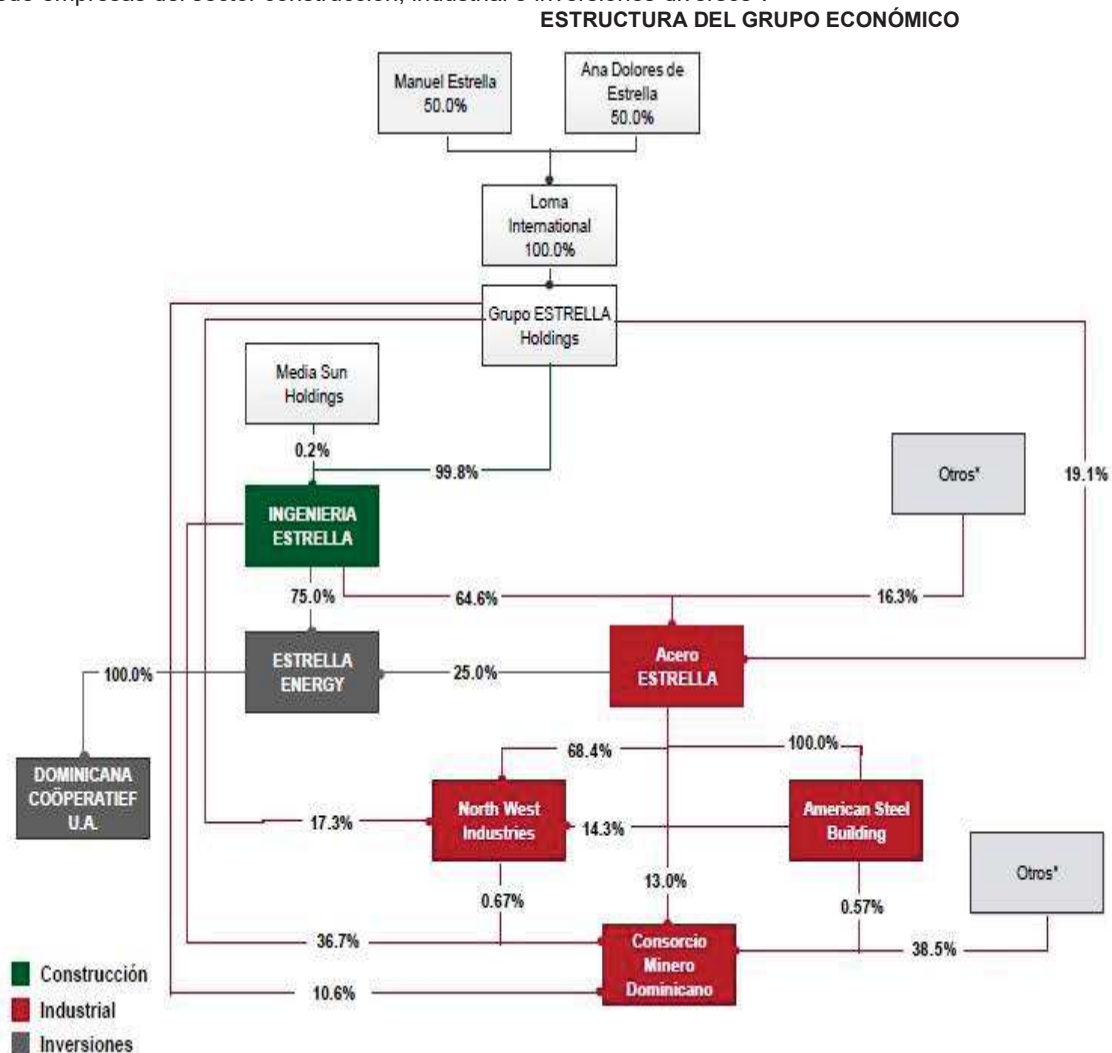 ESTRUCTURA DEL GRUPO ECONÓMICO
Manuel Estrella
50.0%
Ana Dolores de
Estrella
50.0%
Loma
International
100.0%
Grupo ESTRELLA
Holdings
Media Sun
Holdings
0.2%
99.8%
Otros*
19.1%
INGENIERIA
ESTRELLA
75.0%
64.6%
16.3%
ESTRELLA
ENERGY
25.0%
Acero
ESTRELLA
100.0%
DOMINICANA
COÖPERATIEF
U.A.
68.4%
100.0%
North West
Industries
American Steel
Building
17.3%
14.3%
13.0%
0.67%
0.57%
Otros*
36.7%
Consorcio
Minero
Dominicano
38.5%
10.6%
Construcción
Industrial
Inversiones